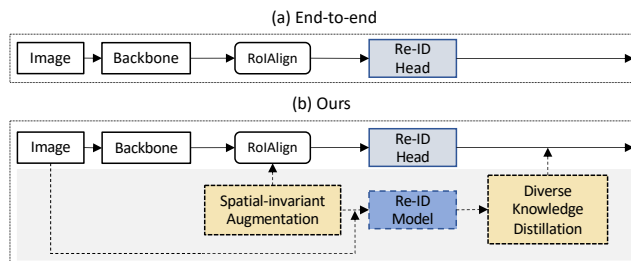 (a) End-to-end
Image
Backbone
RoIAlign
Re-ID
Head
(b) Ours
Image
Backbone
RoIAlign
Re-ID
Head
Spatial-invariant
Augmentation
Re-ID
Model
Diverse
Knowledge
Distillation